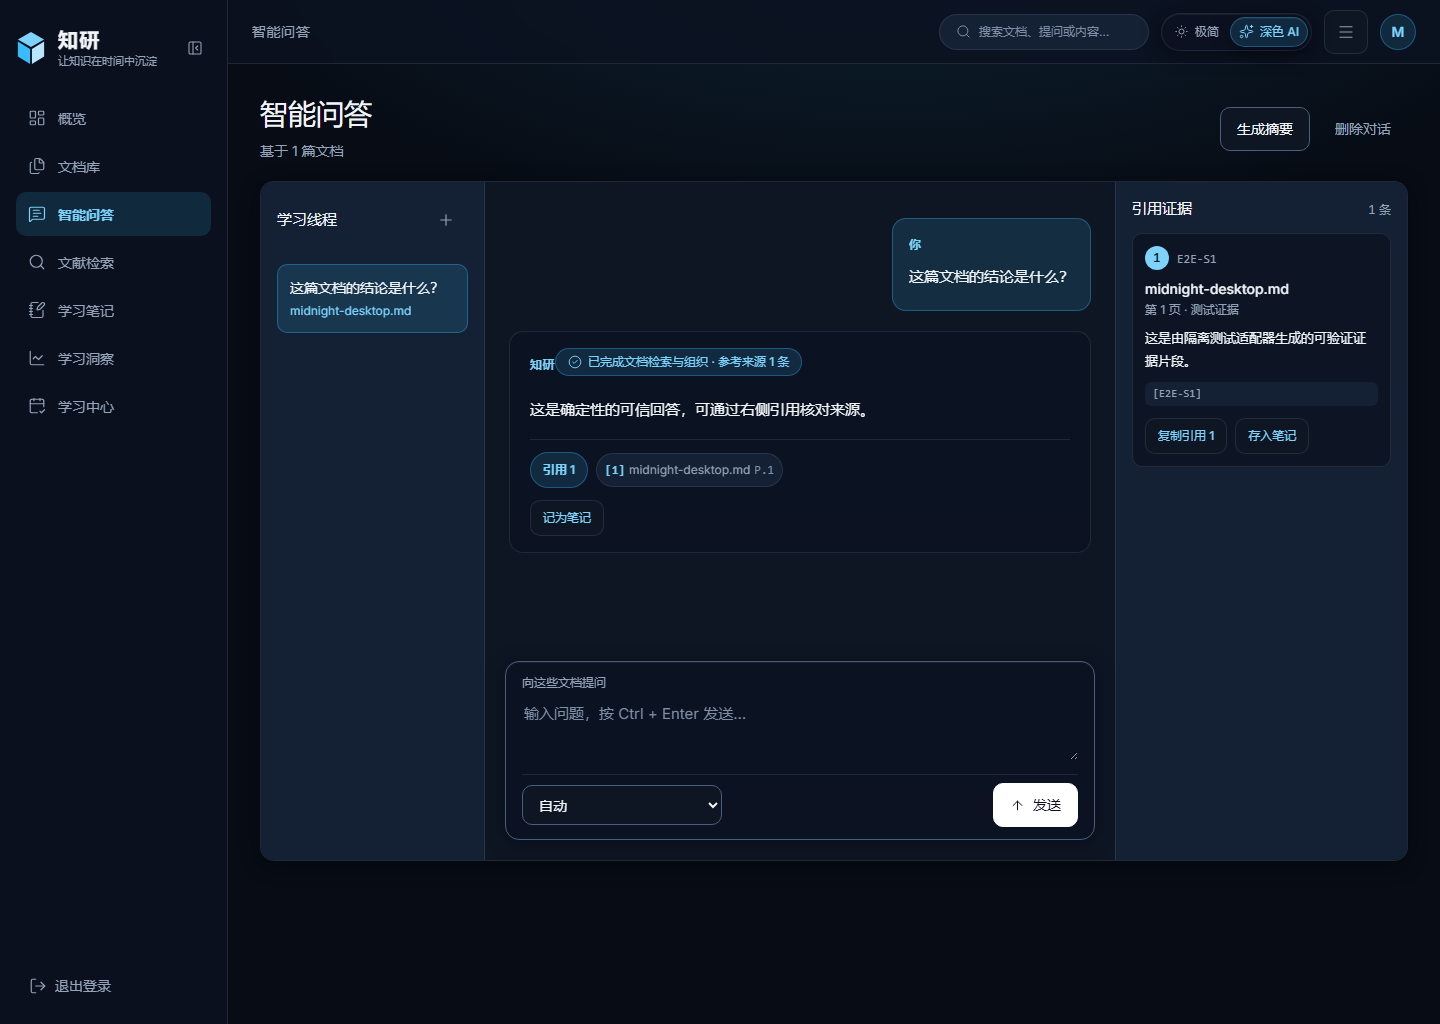 知研
让知识在时间中沉淀
概览
文档库
智能问答
文献检索
学习笔记
学习洞察
学习中心
退出登录
智能问答
搜索文档、提问或内容...
极简
深色 AI
M
智能问答
基于 1 篇文档
生成摘要
删除对话
学习线程
这篇文档的结论是什么？
midnight-desktop.md
你
这篇文档的结论是什么？
知研
已完成文档检索与组织 · 参考来源 1 条
这是确定性的可信回答，可通过右侧引用核对来源。
引用 1
[1] midnight-desktop.md P.1
记为笔记
向这些文档提问
输入问题，按 Ctrl + Enter 发送...
自动
发送
引用证据
1 条
1 E2E-S1
midnight-desktop.md
第 1 页 · 测试证据
这是由隔离测试适配器生成的可验证证
据片段。
[E2E-S1]
复制引用 1
存入笔记